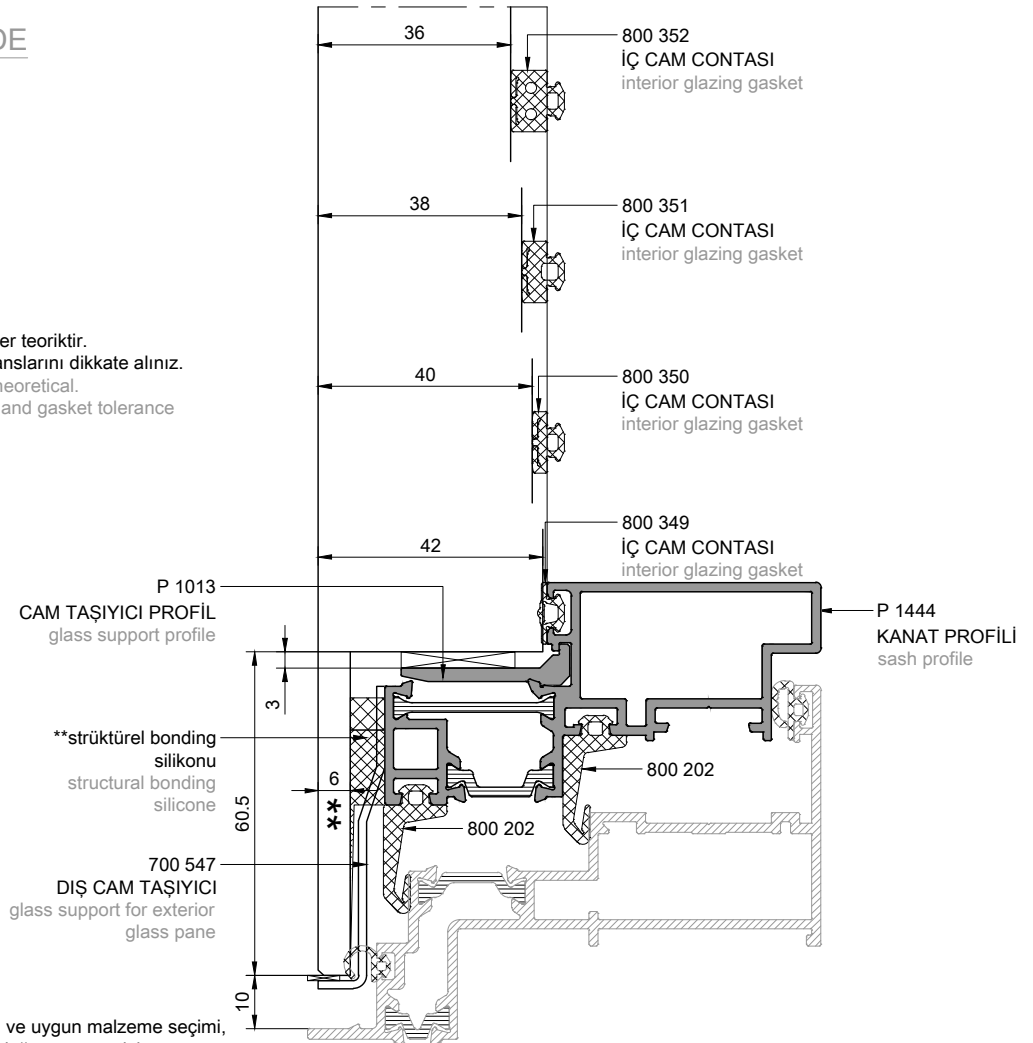 DE
36
800 352
İÇ CAM CONTASI
interior glazing gasket
38
800 351
İÇ CAM CONTASI
interior glazing gasket
er teoriktir.
anslarını dikkate alınız.
heoretical.
and gasket tolerance
40
800 350
İÇ CAM CONTASI
interior glazing gasket
42
800 349
İÇ CAM CONTASI
interior glazing gasket
P 1013
CAM TAŞIYICI PROFİL
glass support profile
P 1444
KANAT PROFİLİ
sash profile
3
**strüktürel bonding
silikonu
structural bonding
silicone
6
**
60.5
800 202
800 202
700 547
DIŞ CAM TAŞIYICI
glass support for exterior
glass pane
10
ve uygun malzeme seçimi,